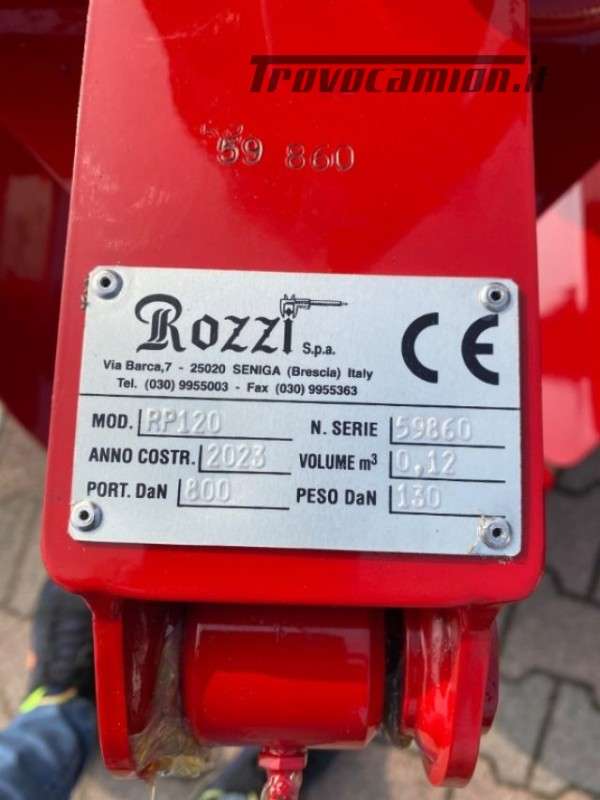 Trovocamion.it
59 860
Rozzi S.p.a.
Via Barca,7 - 25020 SENIGA (Brescia) Italy
Tel. (030) 9955003 - Fax (030) 9955363
CE
MOD. RP120 N. SERIE 59860
ANNO COSTR. 2023 VOLUME m³ 0,12
PORT. DaN 800 PESO DaN 130